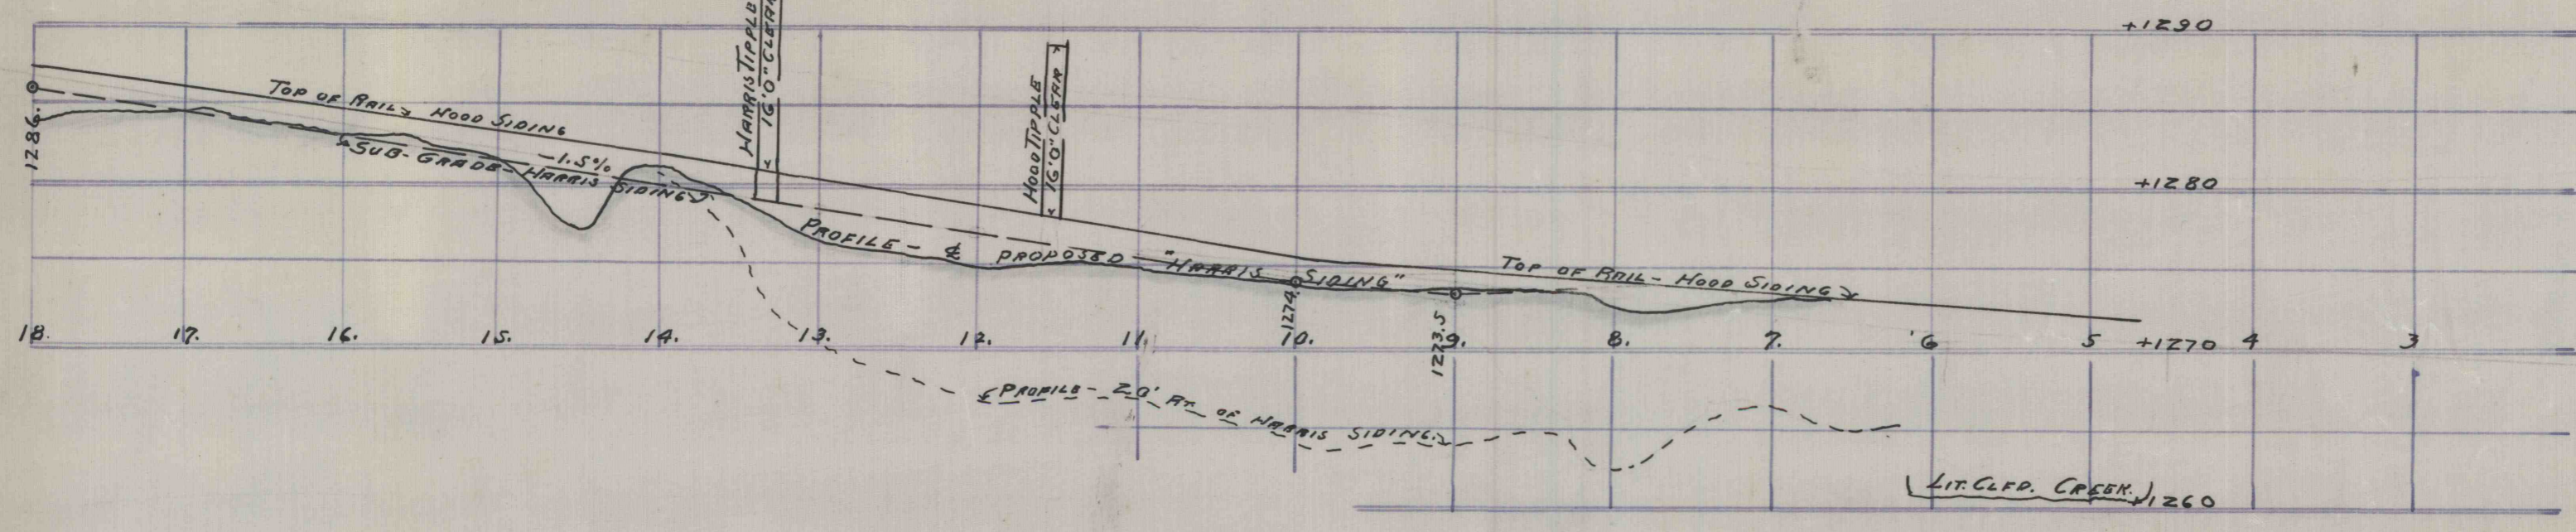 +1290
HARRIS TIPPLE
16'0" CLEAR
HOOD TIPPLE
16'0" CLEAR
TOP OF RAIL HOOD SIDING
1286.
SUB-GRADE-HARRIS SIDING
-1.5%
+1280
PROFILE - ℄ PROPOSED "HARRIS SIDING"
TOP OF RAIL - HOOD SIDING
1274.
1273.5
18. 17. 16. 15. 14. 13. 12. 11. 10. 9. 8. 7. 6 5 +1270 4 3
PROFILE - 20' RT. OF HARRIS SIDING.
LIT. CLFD. CREEK.
+1260